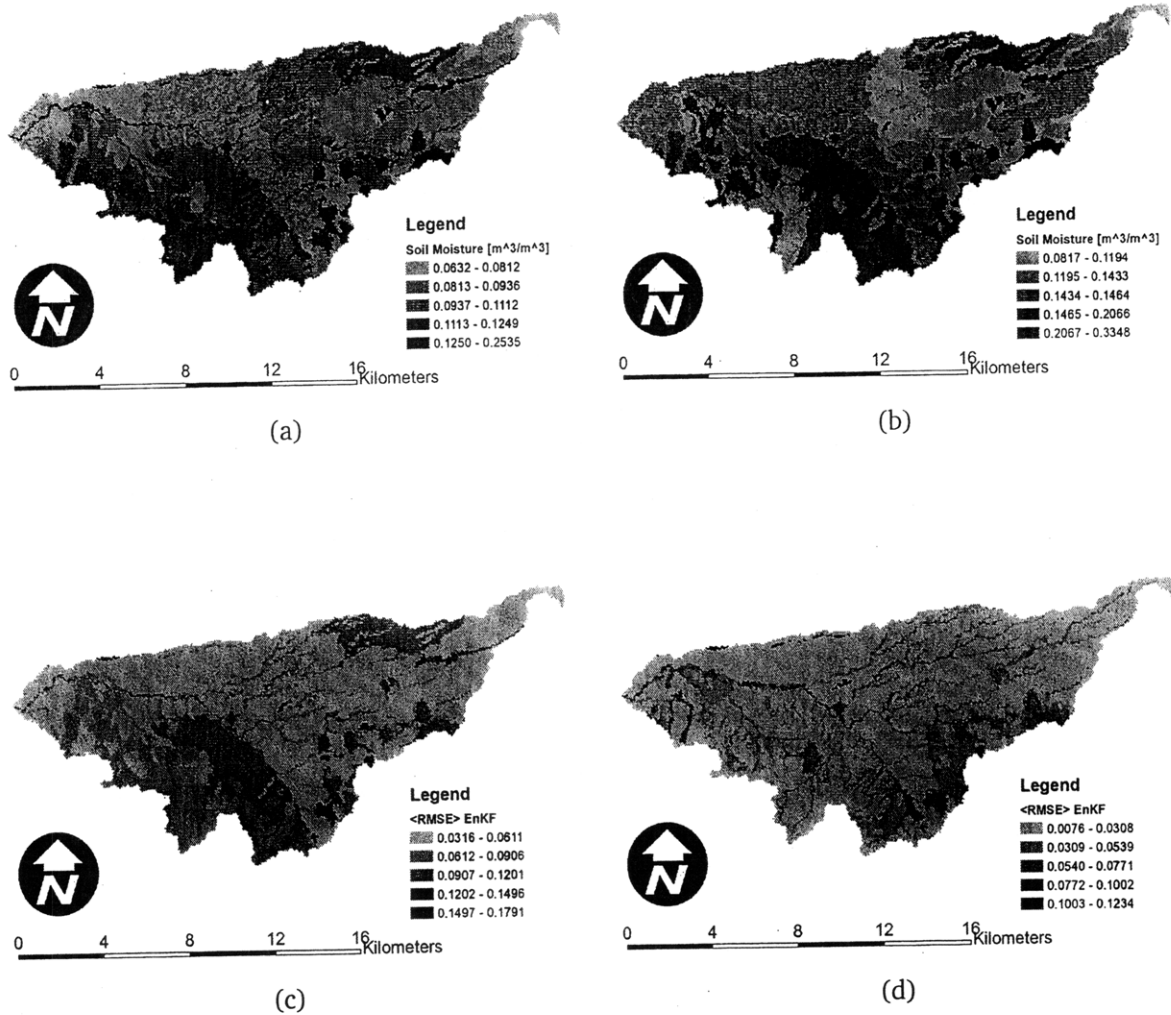 Legend
Soil Moisture [m^3/m^3]
0.0632 - 0.0812
0.0813 - 0.0936
0.0937 - 0.1112
0.1113 - 0.1249
0.1250 - 0.2535
N
0 4 8 12 16 Kilometers
(a)
Legend
Soil Moisture [m^3/m^3]
0.0817 - 0.1194
0.1195 - 0.1433
0.1434 - 0.1464
0.1465 - 0.2066
0.2067 - 0.3348
N
0 4 8 12 16 Kilometers
(b)
Legend
<RMSE> EnKF
0.0316 - 0.0611
0.0612 - 0.0906
0.0907 - 0.1201
0.1202 - 0.1496
0.1497 - 0.1791
N
0 4 8 12 16 Kilometers
(c)
Legend
<RMSE> EnKF
0.0076 - 0.0308
0.0309 - 0.0539
0.0540 - 0.0771
0.0772 - 0.1002
0.1003 - 0.1234
N
0 4 8 12 16 Kilometers
(d)